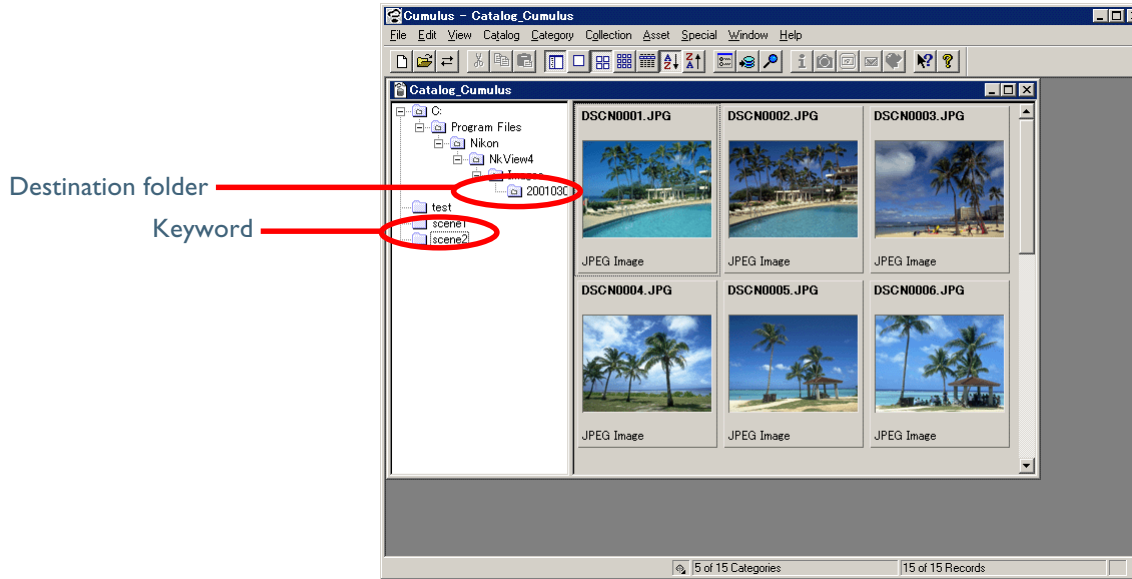 Cumulus - Catalog_Cumulus
File Edit View Catalog Category Collection Asset Special Window Help
Catalog_Cumulus
C:
Program Files
Nikon
NkView4
Images
2001030
test
scene1
scene2
Destination folder
Keyword
DSCN0001.JPG
DSCN0002.JPG
DSCN0003.JPG
JPEG Image
JPEG Image
JPEG Image
DSCN0004.JPG
DSCN0005.JPG
DSCN0006.JPG
JPEG Image
JPEG Image
JPEG Image
5 of 15 Categories
15 of 15 Records